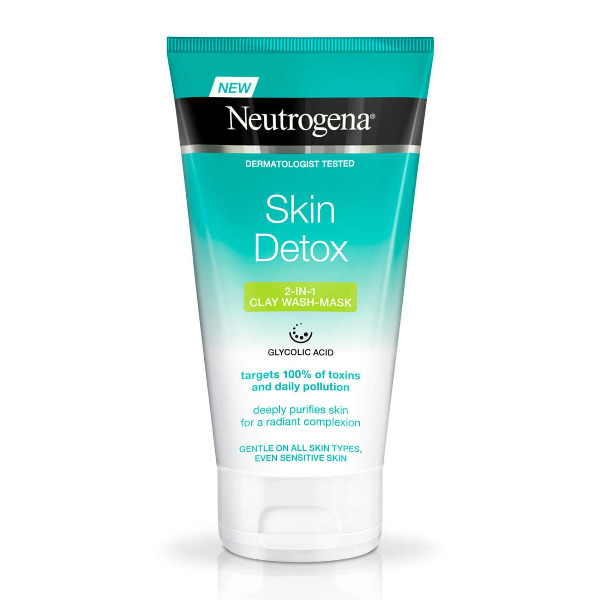 NEW
Neutrogena®
DERMATOLOGIST TESTED
Skin
Detox
2-IN-1
CLAY WASH-MASK
GLYCOLIC ACID
targets 100% of toxins
and daily pollution
deeply purifies skin
for a radiant complexion
GENTLE ON ALL SKIN TYPES,
EVEN SENSITIVE SKIN